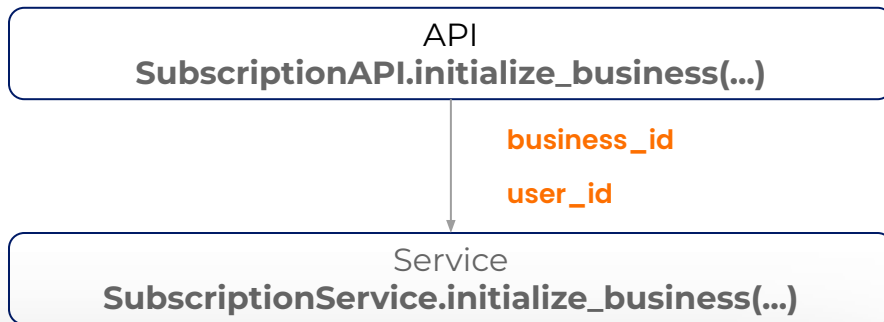 API
SubscriptionAPI.initialize_business(...)
business_id
user_id
Service
SubscriptionService.initialize_business(...)